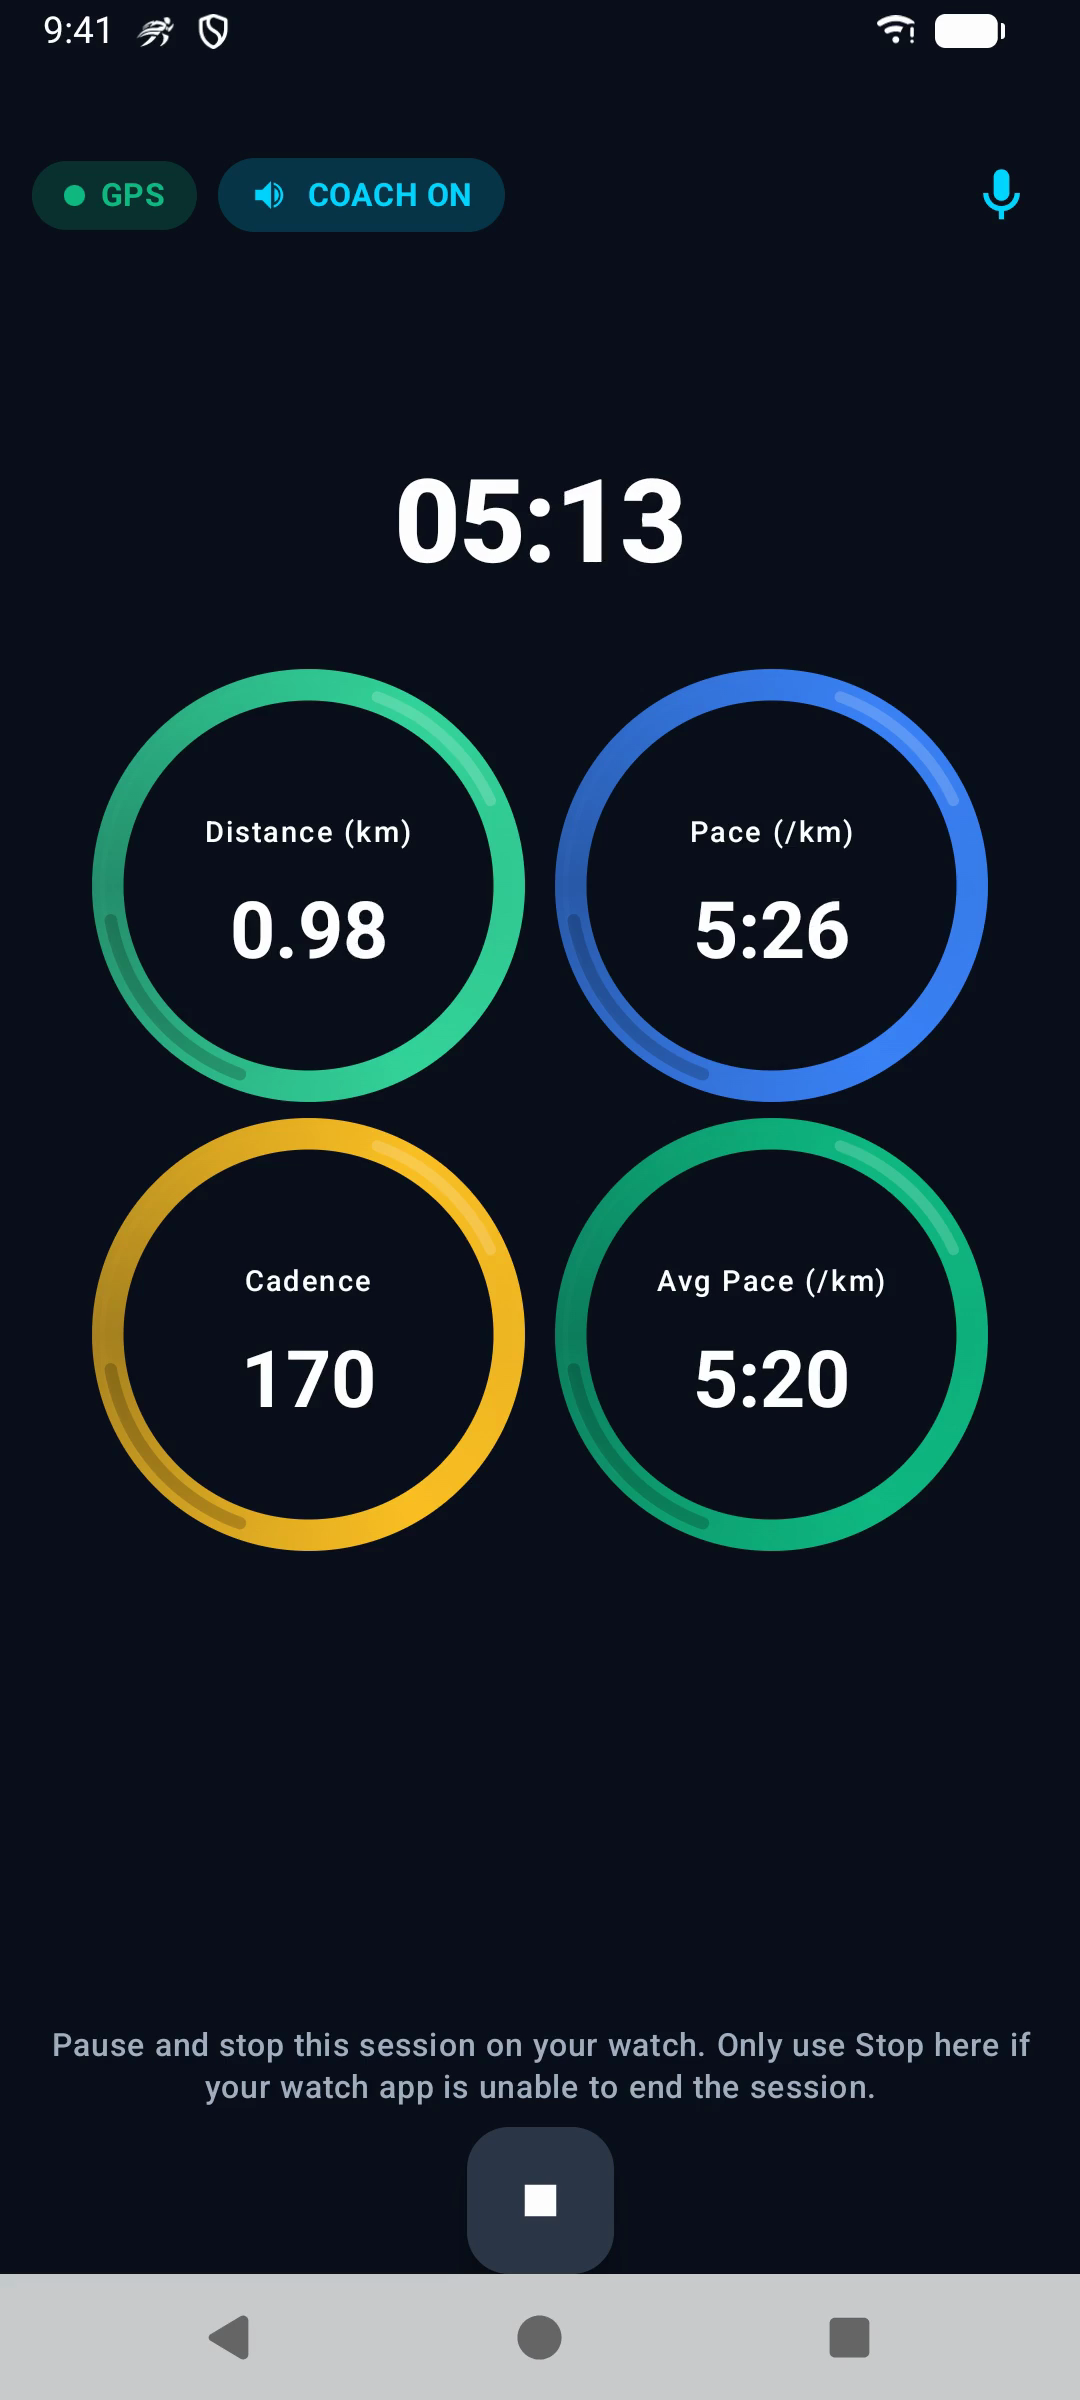 9:41
GPS
COACH ON
05:13
Distance (km)
0.98
Pace (/km)
5:26
Cadence
170
Avg Pace (/km)
5:20
Pause and stop this session on your watch. Only use Stop here if
your watch app is unable to end the session.